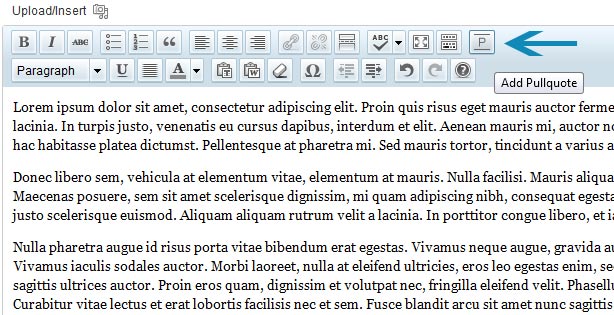 Upload/Insert
B I ABC ABC P
Paragraph U A T W Ω ?
Add Pullquote
Lorem ipsum dolor sit amet, consectetur adipiscing elit. Proin quis risus eget mauris auctor ferme
lacinia. In turpis justo, venenatis eu cursus dapibus, interdum et elit. Aenean mauris mi, auctor no
hac habitasse platea dictumst. Pellentesque at pharetra mi. Sed mauris tortor, tincidunt a varius a
Donec libero sem, vehicula at elementum vitae, elementum at mauris. Nulla facilisi. Mauris aliqua
Maecenas posuere, sem sit amet scelerisque dignissim, mi quam adipiscing nibh, consequat egesta
justo scelerisque euismod. Aliquam aliquam rutrum velit a lacinia. In porttitor congue libero, et ia
Nulla pharetra augue id risus porta vitae bibendum erat egestas. Vivamus neque augue, gravida au
Vivamus iaculis sodales auctor. Morbi laoreet, nulla at eleifend ultricies, eros leo egestas enim, se
sagittis ultrices auctor. Proin eros quam, dignissim et volutpat nec, fringilla eleifend velit. Phasellu
Curabitur vitae lectus et erat lobortis facilisis nec et sem. Fusce blandit arcu sit amet nunc sagittis